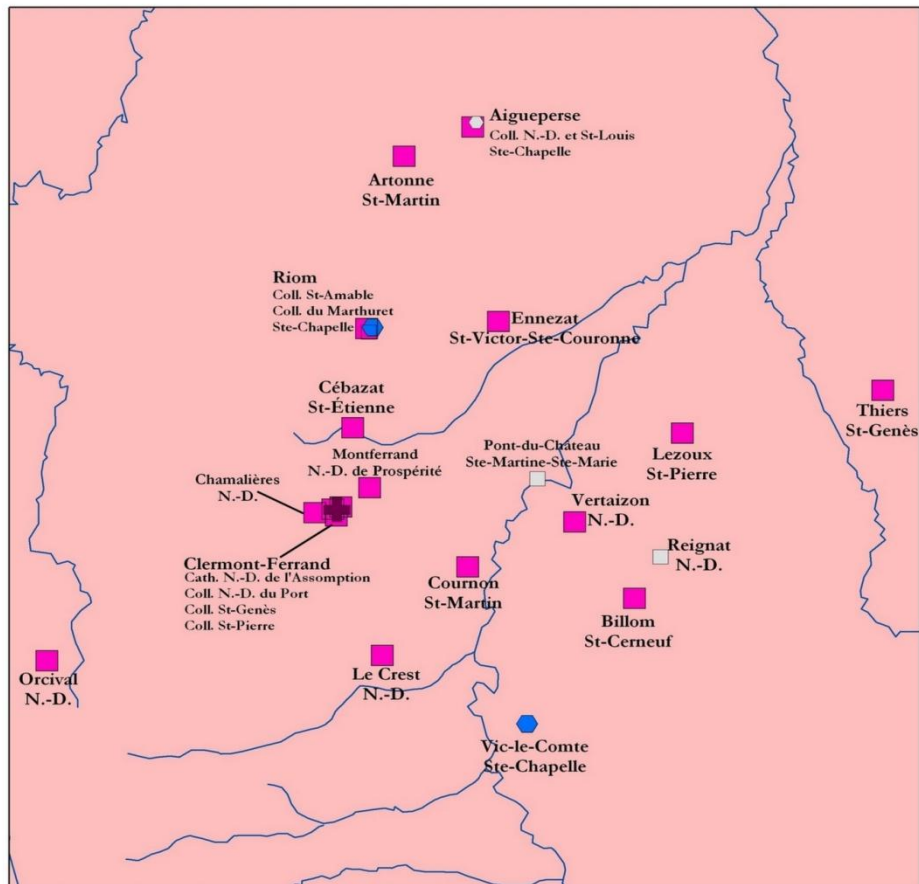 Aigueperse
Coll. N.-D. et St-Louis
Ste-Chapelle
Artonne
St-Martin
Riom
Coll. St-Amable
Coll. du Marthuret
Ste-Chapelle
Ennezat
St-Victor-Ste-Couronne
Cébazat
St-Étienne
Thiers
St-Genès
Montferrand
N.-D. de Prospérité
Pont-du-Château
Ste-Martine-Ste-Marie
Lezoux
St-Pierre
Chamalières
N.-D.
Vertaizon
N.-D.
Reignat
N.-D.
Clermont-Ferrand
Cath. N.-D. de l'Assomption
Coll. N.-D. du Port
Coll. St-Genès
Coll. St-Pierre
Cournon
St-Martin
Billom
St-Cerneuf
Orcival
N.-D.
Le Crest
N.-D.
Vic-le-Comte
Ste-Chapelle